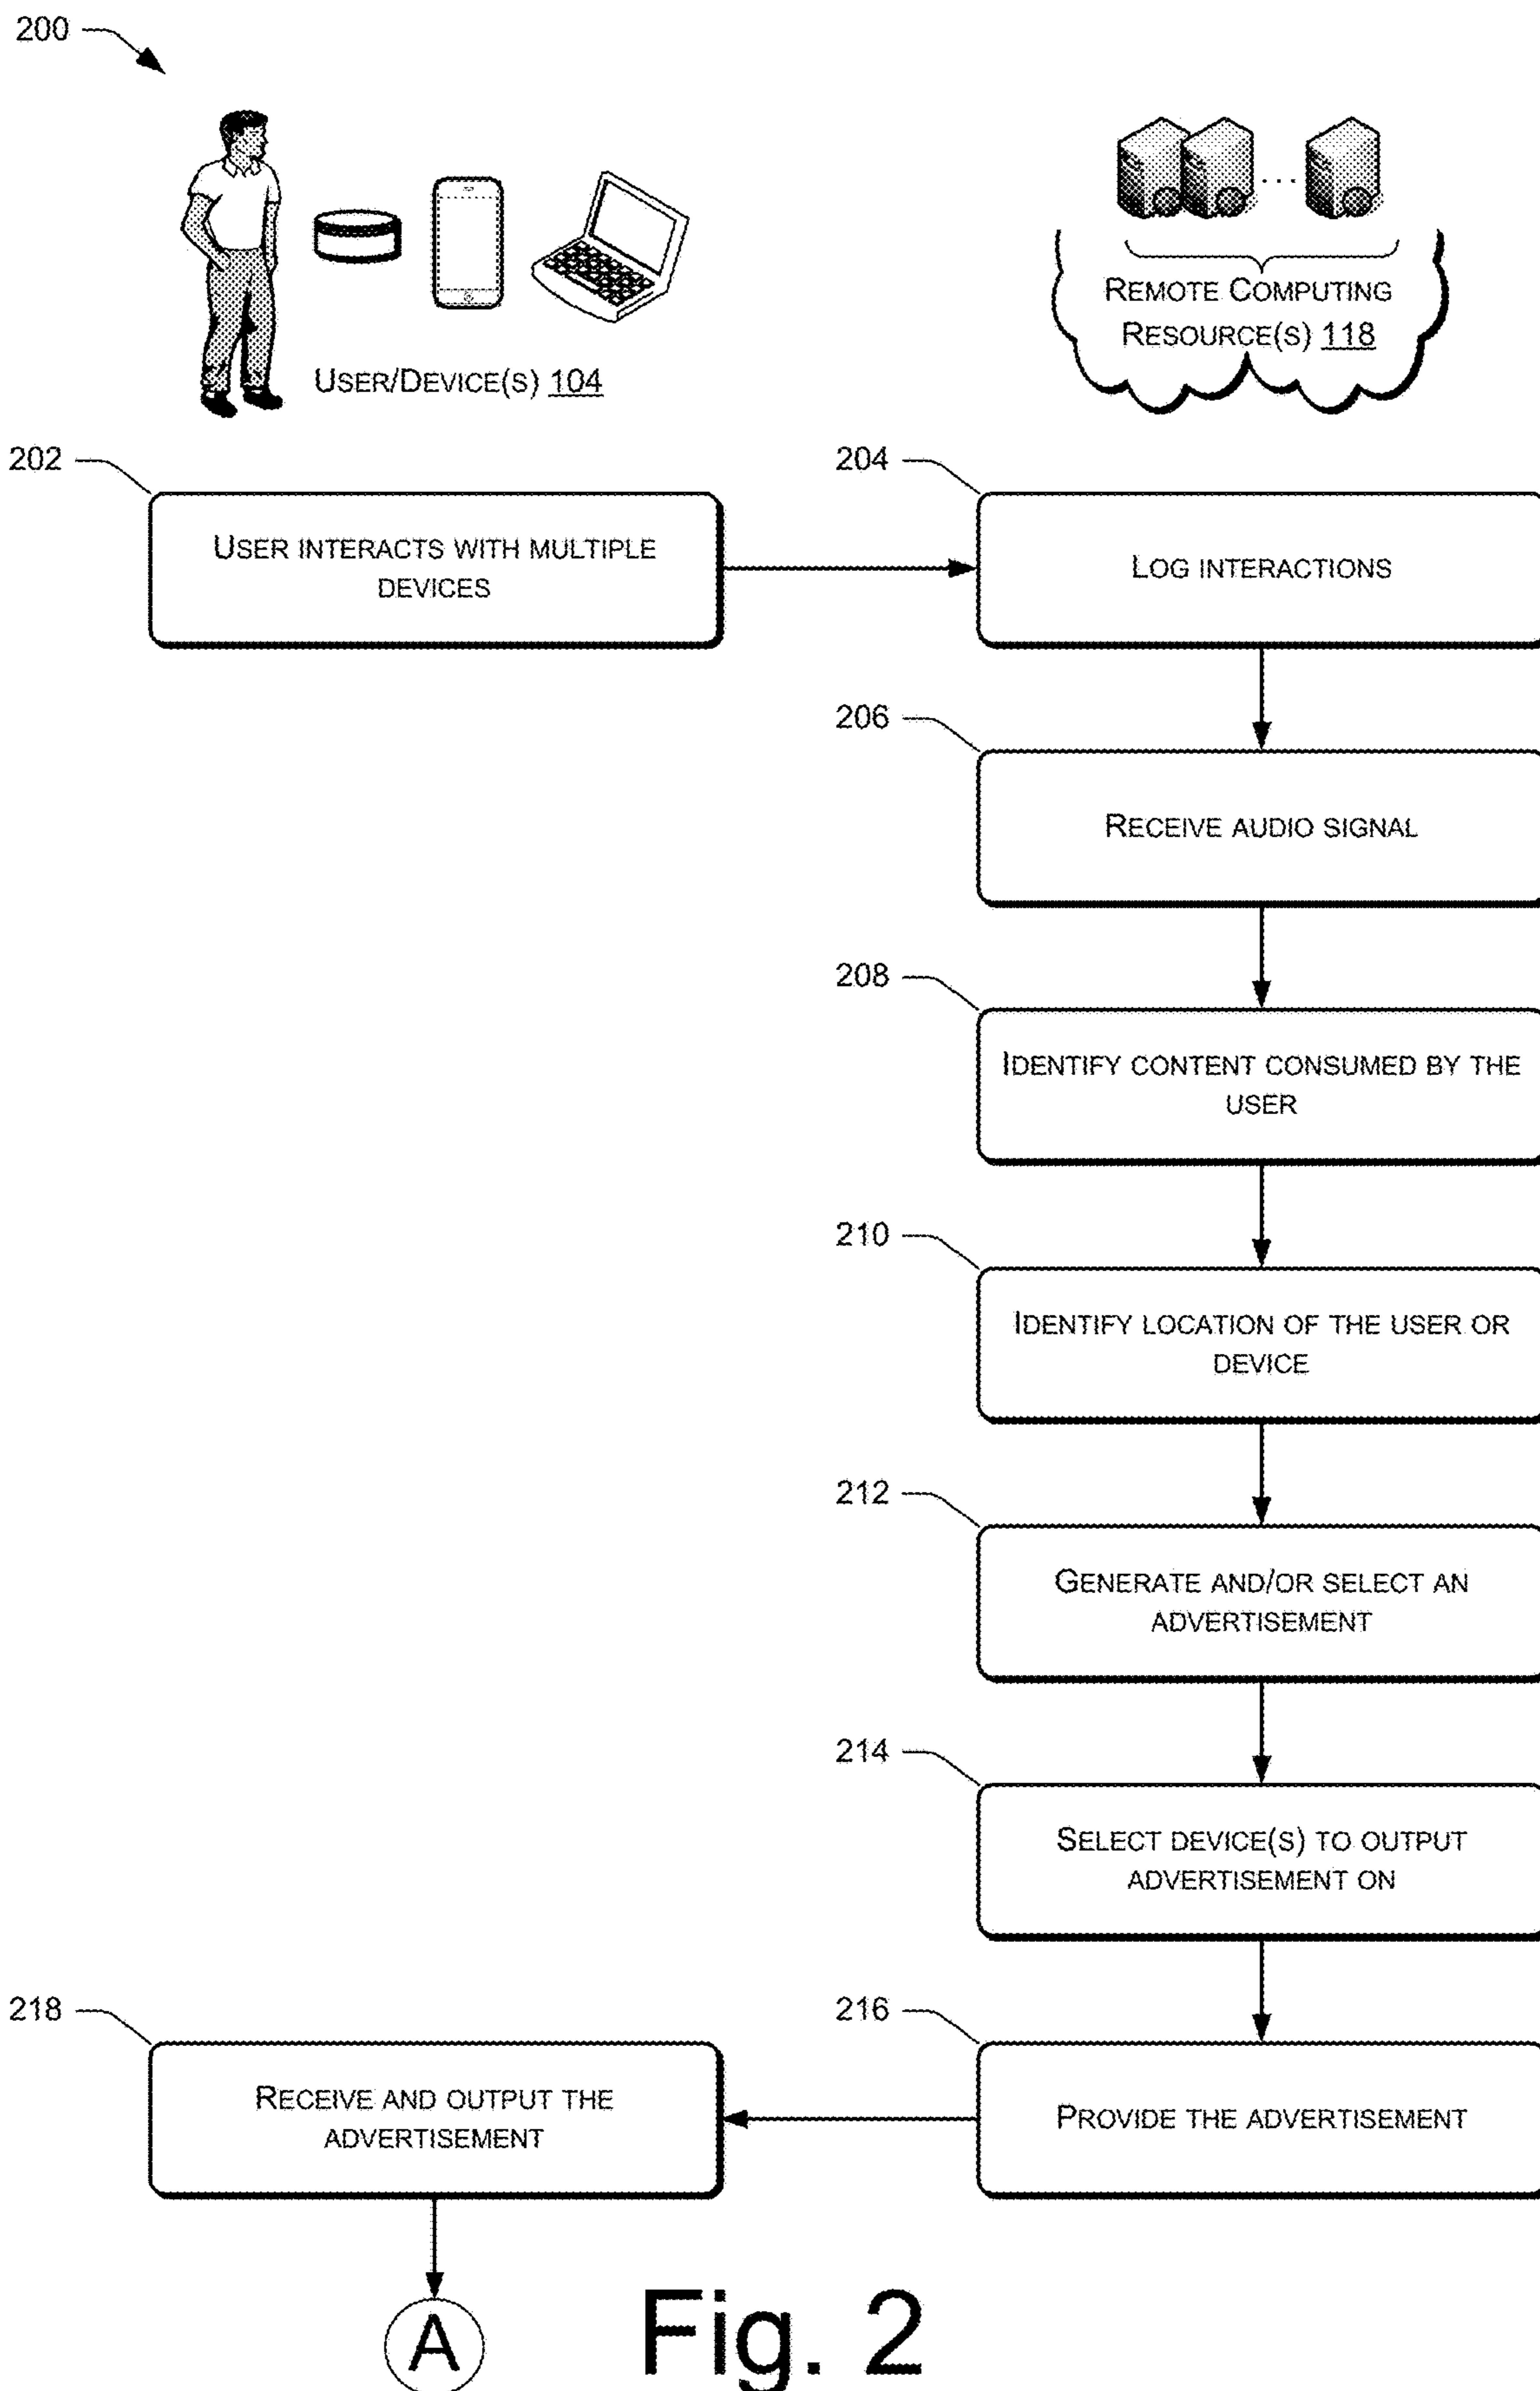 200
REMOTE COMPUTING
RESOURCE(S) 118
USER/DEVICE(S) 104
202
USER INTERACTS WITH MULTIPLE
DEVICES
204
LOG INTERACTIONS
206
RECEIVE AUDIO SIGNAL
208
IDENTIFY CONTENT CONSUMED BY THE
USER
210
IDENTIFY LOCATION OF THE USER OR
DEVICE
212
GENERATE AND/OR SELECT AN
ADVERTISEMENT
214
SELECT DEVICE(S) TO OUTPUT
ADVERTISEMENT ON
218
RECEIVE AND OUTPUT THE
ADVERTISEMENT
216
PROVIDE THE ADVERTISEMENT
A
Fig. 2